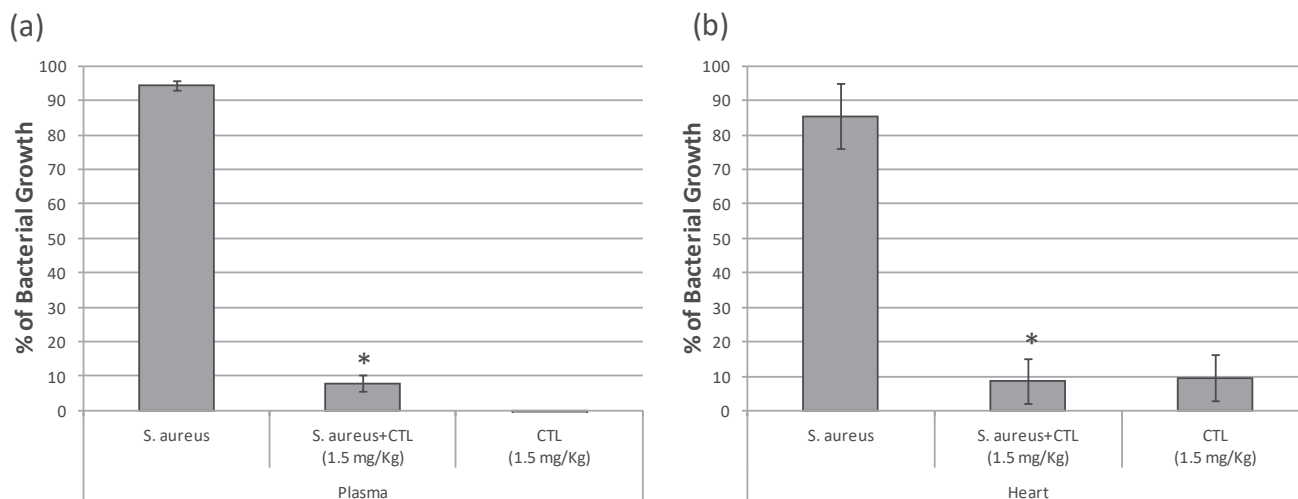 (a)
% of Bacterial Growth
100
90
80
70
60
50
40
30
20
10
0
*
S. aureus
S. aureus+CTL
(1.5 mg/Kg)
CTL
(1.5 mg/Kg)
Plasma
(b)
% of Bacterial Growth
100
90
80
70
60
50
40
30
20
10
0
*
S. aureus
S. aureus+CTL
(1.5 mg/Kg)
CTL
(1.5 mg/Kg)
Heart